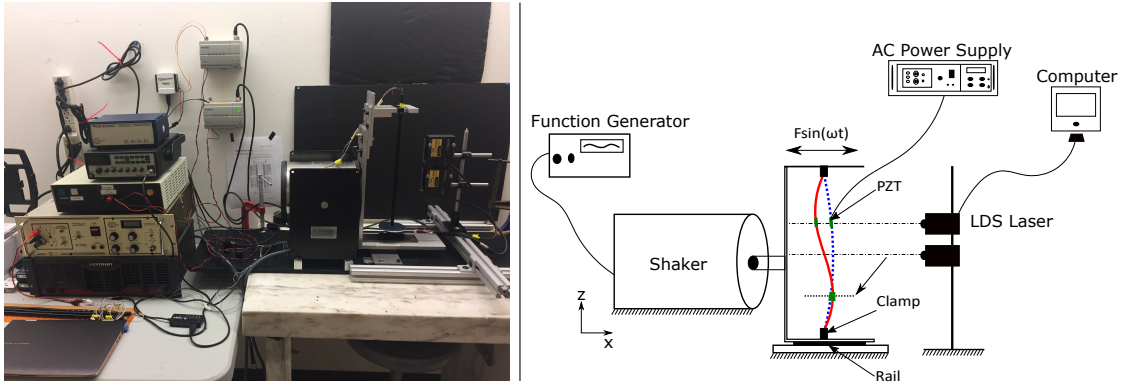 AC Power Supply
Computer
Function Generator
Fsin(ωt)
PZT
LDS Laser
Shaker
Clamp
z
x
Rail